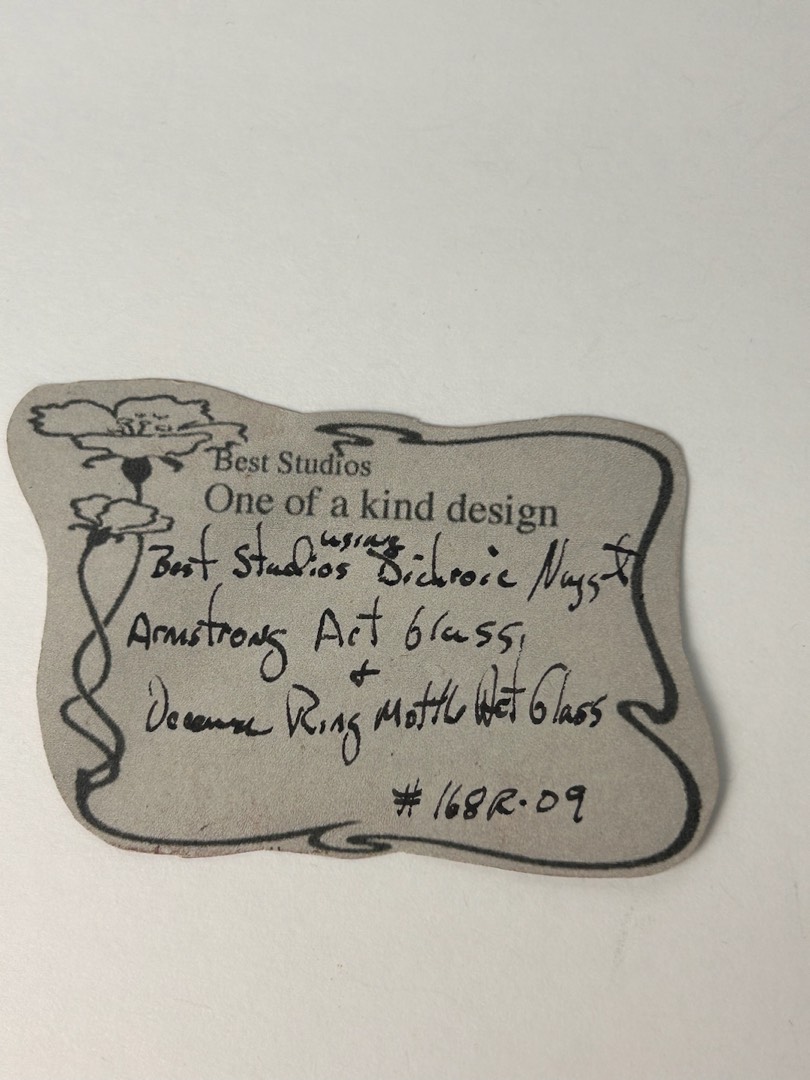 Best Studios
One of a kind design
using
Best Studios Dichroic Nuggt
Armstrong Art Glass,
+
Ring Mottle Art Glass
#168R-09